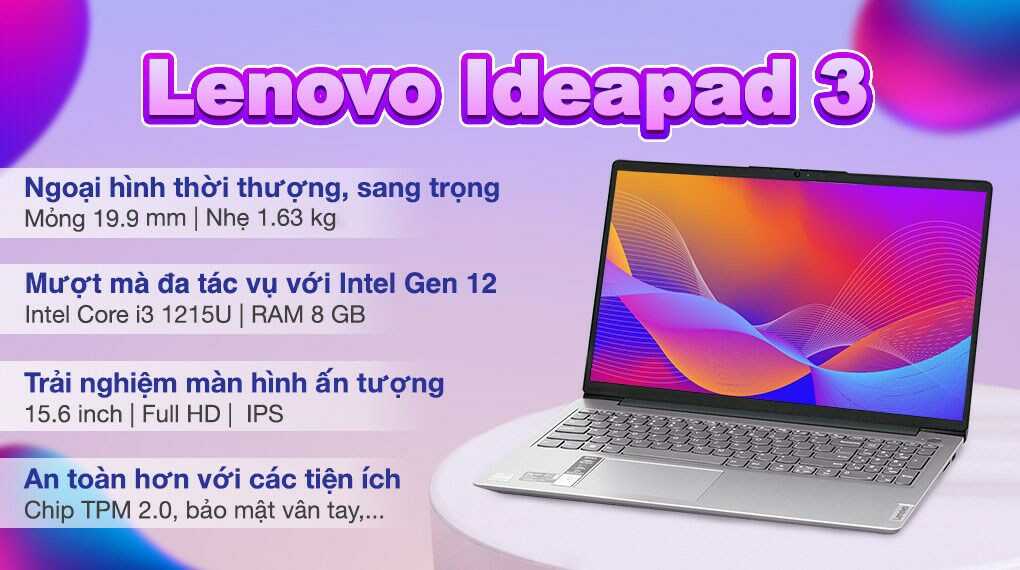 Lenovo Ideapad 3
Ngoại hình thời thượng, sang trọng
Mỏng 19.9 mm | Nhẹ 1.63 kg
Mượt mà đa tác vụ với Intel Gen 12
Intel Core i3 1215U | RAM 8 GB
Trải nghiệm màn hình ấn tượng
15.6 inch | Full HD | IPS
An toàn hơn với các tiện ích
Chip TPM 2.0, bảo mật vân tay,...
Lenovo